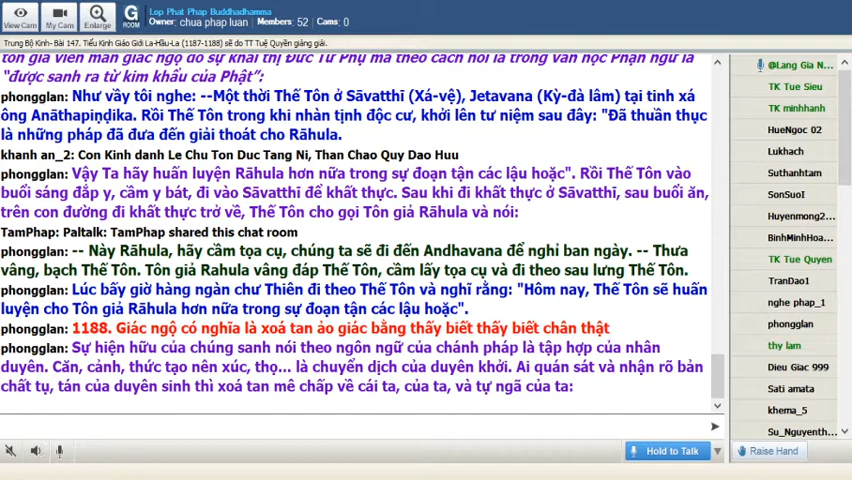 View Cam
My Cam
Enlarge
G
ROOM
Lop Phat Phap Buddhadhamma
Owner: chua phap luan
Members: 52
Cams: 0
Trung Bộ Kinh- Bài 147. Tiểu Kinh Giáo Giới La-Hầu-La (1187-1188) sẽ do TT Tuệ Quyền giảng giải.
tôn giả viên mãn giác ngộ do sự khai thị Đức Từ Phụ mà theo cách nói là trong văn học Phạn ngữ là
"được sanh ra từ kim khẩu của Phật":
phongglan: Như vầy tôi nghe: --Một thời Thế Tôn ở Sāvatthi (Xá-vệ), Jetavana (Kỳ-đà lâm) tại tinh xá
ông Anāthapiṇḍika. Rồi Thế Tôn trong khi nhàn tịnh độc cư, khởi lên tư niệm sau đây: "Đã thuần thục
là những pháp đã đưa đến giải thoát cho Rāhula.
khanh an_2: Con Kinh danh Le Chu Ton Duc Tang Ni, Than Chao Quy Dao Huu
phongglan: Vậy Ta hãy huấn luyện Rāhula hơn nữa trong sự đoạn tận các lậu hoặc". Rồi Thế Tôn vào
buổi sáng đắp y, cầm y bát, đi vào Sāvatthī để khất thực. Sau khi đi khất thực ở Sāvatthī, sau buổi ăn,
trên con đường đi khất thực trở về, Thế Tôn cho gọi Tôn giả Rāhula và nói:
TamPhap: Paltalk: TamPhap shared this chat room
phongglan: -- Này Rāhula, hãy cầm tọa cụ, chúng ta sẽ đi đến Andhavana để nghỉ ban ngày. -- Thưa
vâng, bạch Thế Tôn. Tôn giả Rahula vâng đáp Thế Tôn, cầm lấy tọa cụ và đi theo sau lưng Thế Tôn.
phongglan: Lúc bấy giờ hàng ngàn chư Thiên đi theo Thế Tôn và nghĩ rằng: "Hôm nay, Thế Tôn sẽ huấn
luyện cho Tôn giả Rāhula hơn nữa trong sự đoạn tận các lậu hoặc".
phongglan: 1188. Giác ngộ có nghĩa là xoá tan ảo giác bằng thấy biết thấy biết chân thật
phongglan: Sự hiện hữu của chúng sanh nói theo ngôn ngữ của chánh pháp là tập hợp của nhân
duyên. Căn, cảnh, thức tạo nên xúc, thọ... là chuyển dịch của duyên khởi. Ai quán sát và nhận rõ bản
chất tụ, tán của duyên sinh thì xoá tan mê chấp về cái ta, của ta, và tự ngã của ta:
@Lang Gia N...
TK Tue Sieu
TK minhhanh
HueNgoc 02
Lukhach
Suthanhtam
SonSuoI
Huyenmong2...
BinhMinhHoa...
TK Tue Quyen
TranDao1
nghe phap_1
phongglan
thy lam
Dieu Giac 999
Sati amata
khema_5
Su_Nguyenth...
Hold to Talk
Raise Hand